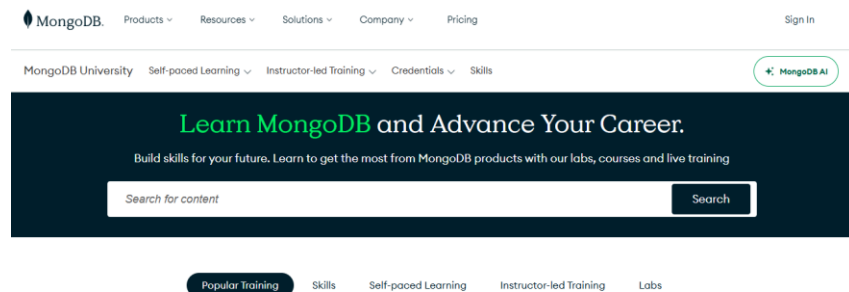 MongoDB. Products Resources Solutions Company Pricing Sign In
MongoDB University Self-paced Learning Instructor-led Training Credentials Skills MongoDB AI
Learn MongoDB and Advance Your Career.
Build skills for your future. Learn to get the most from MongoDB products with our labs, courses and live training
Search for content Search
Popular Training Skills Self-paced Learning Instructor-led Training Labs